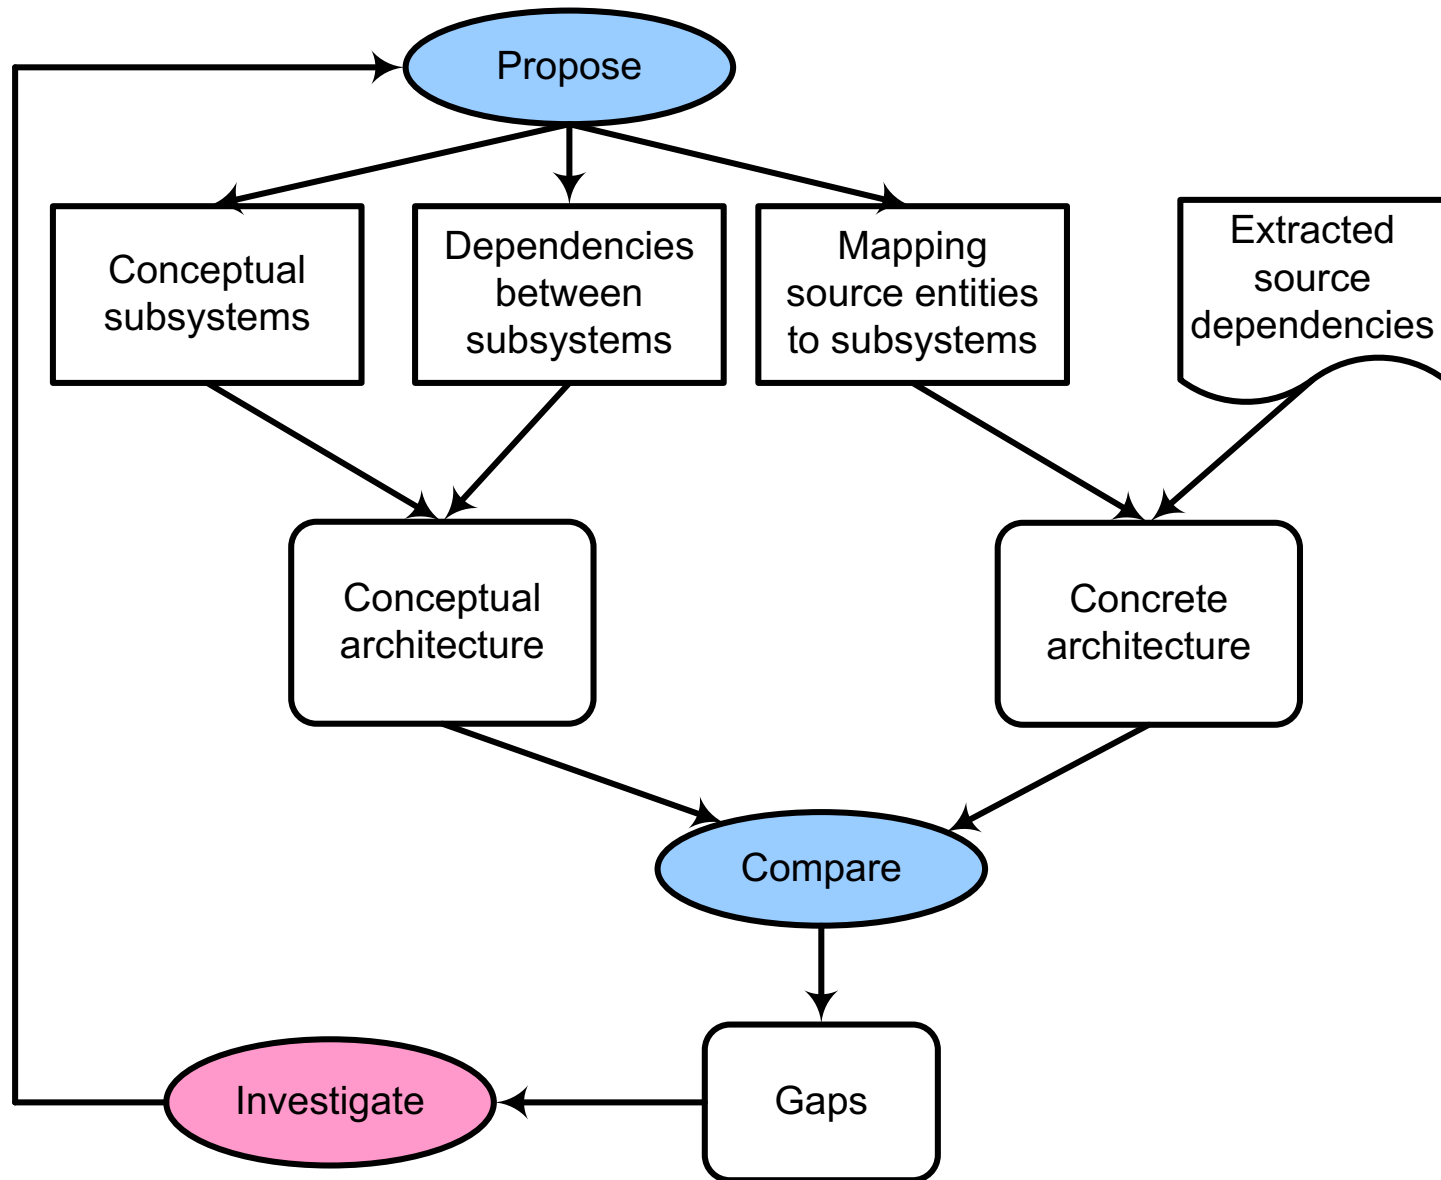 Propose
Conceptual
subsystems
Dependencies
between
subsystems
Mapping
source entities
to subsystems
Extracted
source
dependencies
Conceptual
architecture
Concrete
architecture
Compare
Investigate
Gaps